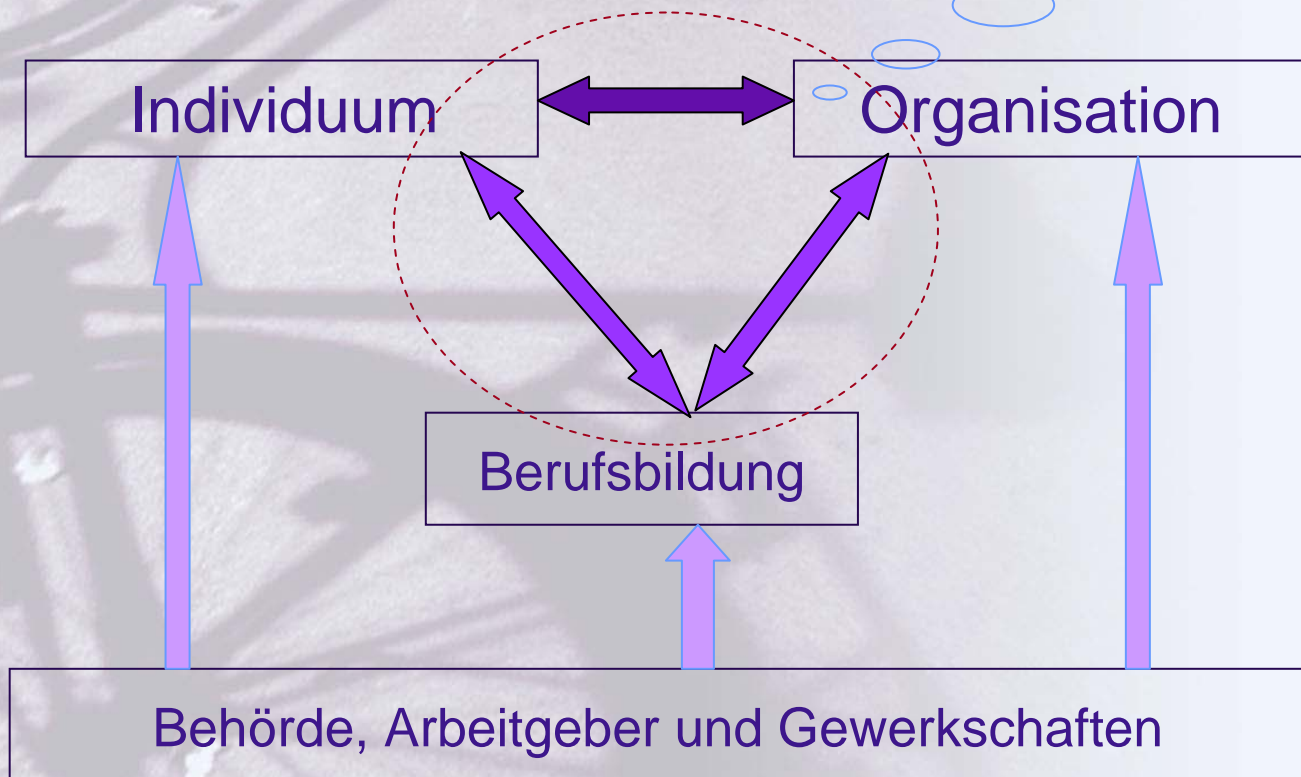 Individuum
Organisation
Berufsbildung
Behörde, Arbeitgeber und Gewerkschaften